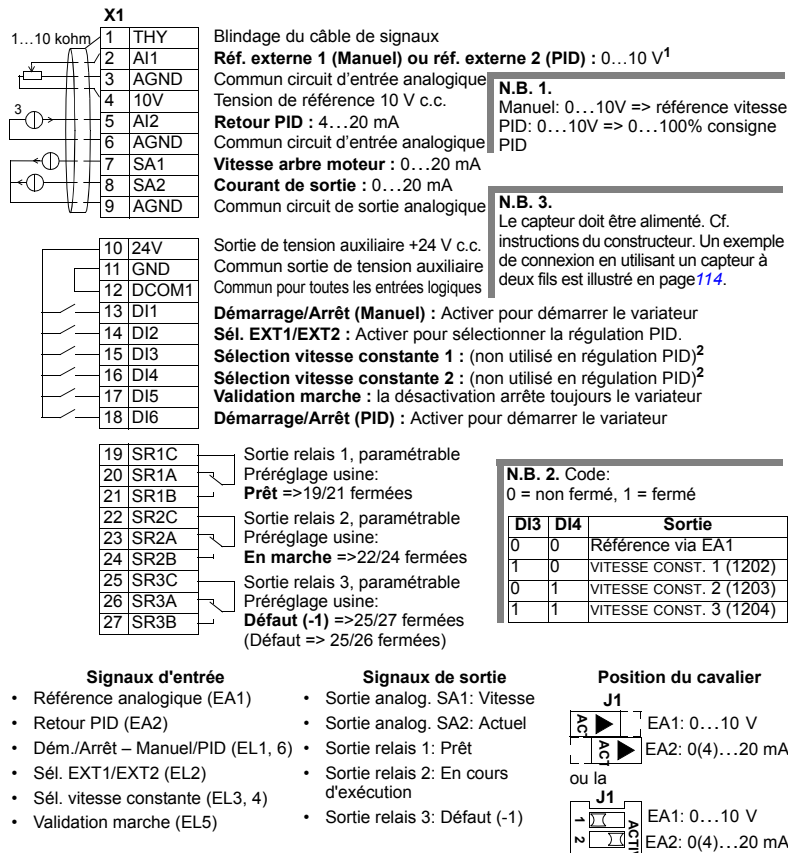 X1
1…10 kohm
1 THY Blindage du câble de signaux
2 AI1 Réf. externe 1 (Manuel) ou réf. externe 2 (PID) : 0…10 V1
3 AGND Commun circuit d’entrée analogique
4 10V Tension de référence 10 V c.c.
3
5 AI2 Retour PID : 4…20 mA
6 AGND Commun circuit d’entrée analogique
7 SA1 Vitesse arbre moteur : 0…20 mA
8 SA2 Courant de sortie : 0…20 mA
9 AGND Commun circuit de sortie analogique
N.B. 1.
Manuel: 0…10V => référence vitesse
PID: 0…10V => 0…100% consigne
PID
N.B. 3.
Le capteur doit être alimenté. Cf.
instructions du constructeur. Un exemple
de connexion en utilisant un capteur à
deux fils est illustré en page114.
10 24V Sortie de tension auxiliaire +24 V c.c.
11 GND Commun sortie de tension auxiliaire
12 DCOM1 Commun pour toutes les entrées logiques
13 DI1 Démarrage/Arrêt (Manuel) : Activer pour démarrer le variateur
14 DI2 Sél. EXT1/EXT2 : Activer pour sélectionner la régulation PID.
15 DI3 Sélection vitesse constante 1 : (non utilisé en régulation PID)2
16 DI4 Sélection vitesse constante 2 : (non utilisé en régulation PID)2
17 DI5 Validation marche : la désactivation arrête toujours le variateur
18 DI6 Démarrage/Arrêt (PID) : Activer pour démarrer le variateur
19 SR1C Sortie relais 1, paramétrable
20 SR1A Préréglage usine:
21 SR1B Prêt =>19/21 fermées
22 SR2C Sortie relais 2, paramétrable
23 SR2A Préréglage usine:
24 SR2B En marche =>22/24 fermées
25 SR3C Sortie relais 3, paramétrable
26 SR3A Préréglage usine:
27 SR3B Défaut (-1) =>25/27 fermées
(Défaut => 25/26 fermées)
N.B. 2. Code:
0 = non fermé, 1 = fermé
DI3 DI4 Sortie
0 0 Référence via EA1
1 0 VITESSE CONST. 1 (1202)
0 1 VITESSE CONST. 2 (1203)
1 1 VITESSE CONST. 3 (1204)
Signaux d'entrée
• Référence analogique (EA1)
• Retour PID (EA2)
• Dém./Arrêt – Manuel/PID (EL1, 6)
• Sél. EXT1/EXT2 (EL2)
• Sél. vitesse constante (EL3, 4)
• Validation marche (EL5)
Signaux de sortie
• Sortie analog. SA1: Vitesse
• Sortie analog. SA2: Actuel
• Sortie relais 1: Prêt
• Sortie relais 2: En cours
d'exécution
• Sortie relais 3: Défaut (-1)
Position du cavalier
J1
ACT EA1: 0…10 V
ACT EA2: 0(4)…20 mA
ou la
J1
1 EA1: 0…10 V
2 EA2: 0(4)…20 mA